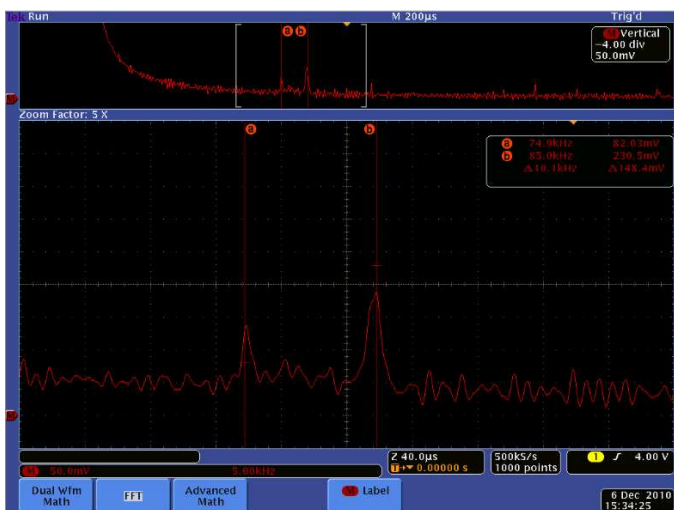 Tek Run M 200µs Trig'd
a b M Vertical
-4.00 div
50.0mV
M
Zoom Factor: 5 X
a b
a 74.9kHz 82.03mV
b 85.0kHz 230.5mV
Δ10.1kHz Δ148.4mV
M
M 50.0mV 5.00kHz
Z 40.0µs
T 0.00000 s
500kS/s
1000 points
1 4.00 V
Dual Wfm
Math
FFT
Advanced
Math
M Label
6 Dec 2010
15:34:25